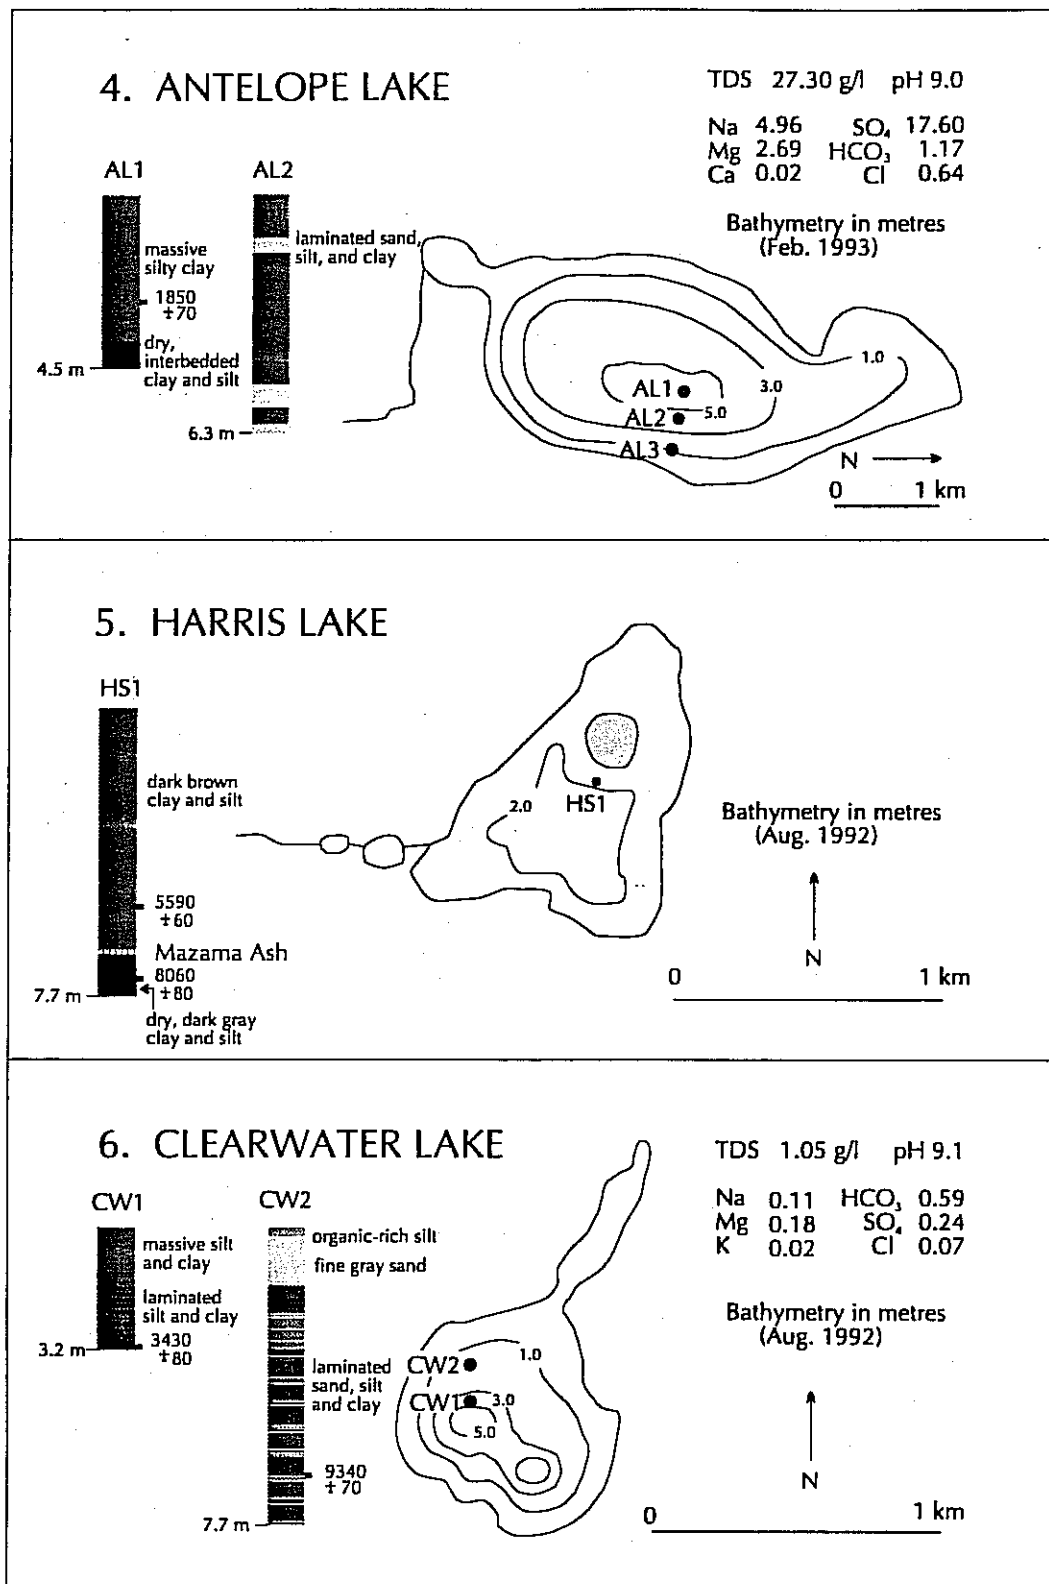 4. ANTELOPE LAKE
TDS 27.30 g/l pH 9.0
Na 4.96 SO₄ 17.60
Mg 2.69 HCO₃ 1.17
Ca 0.02 Cl 0.64
Bathymetry in metres
(Feb. 1993)
AL1
AL2
massive
silty clay
1850
±70
dry,
interbedded
clay and silt
4.5 m
laminated sand,
silt, and clay
6.3 m
1.0
3.0
AL1
5.0
AL2
AL3
N
0 1 km
5. HARRIS LAKE
HS1
dark brown
clay and silt
5590
±60
Mazama Ash
8060
±80
7.7 m
dry, dark gray
clay and silt
2.0
HS1
Bathymetry in metres
(Aug. 1992)
N
0 1 km
6. CLEARWATER LAKE
TDS 1.05 g/l pH 9.1
Na 0.11 HCO₃ 0.59
Mg 0.18 SO₄ 0.24
K 0.02 Cl 0.07
Bathymetry in metres
(Aug. 1992)
CW1
CW2
massive silt
and clay
laminated
silt and clay
3430
±80
3.2 m
organic-rich silt
fine gray sand
laminated
sand, silt
and clay
9340
±70
7.7 m
1.0
CW2
CW1
3.0
5.0
N
0 1 km